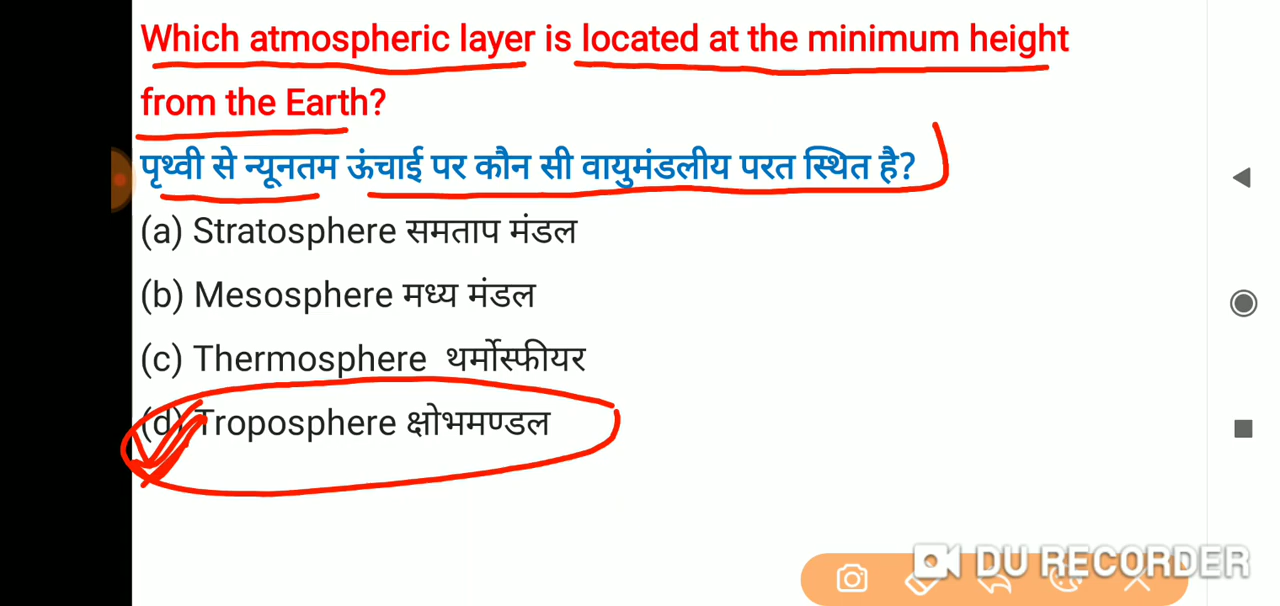 Which atmospheric layer is located at the minimum height
from the Earth?
पृथ्वी से न्यूनतम ऊंचाई पर कौन सी वायुमंडलीय परत स्थित है?
(a) Stratosphere समताप मंडल
(b) Mesosphere मध्य मंडल
(c) Thermosphere थर्मोस्फीयर
(d) Troposphere क्षोभमण्डल
DU RECORDER